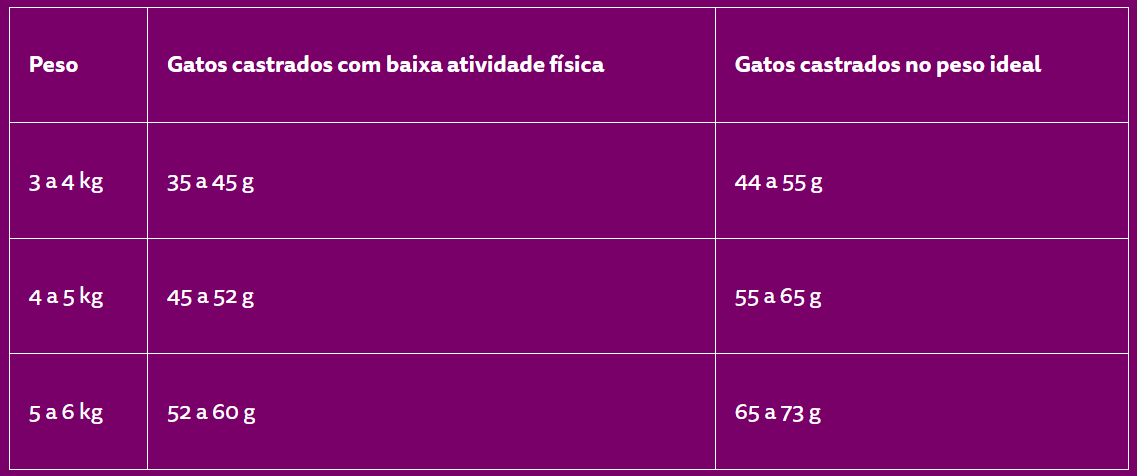 Peso Gatos castrados com baixa atividade física Gatos castrados no peso ideal
3 a 4 kg 35 a 45 g 44 a 55 g
4 a 5 kg 45 a 52 g 55 a 65 g
5 a 6 kg 52 a 60 g 65 a 73 g